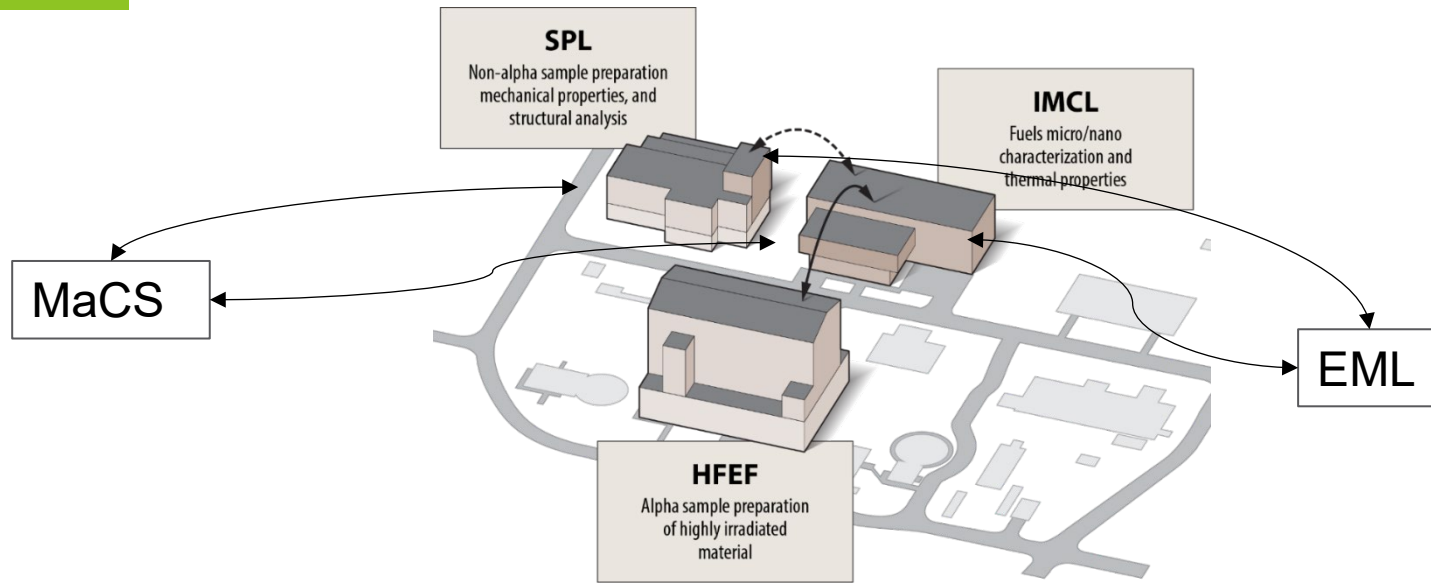 SPL
Non-alpha sample preparation
mechanical properties, and
structural analysis
IMCL
Fuels micro/nano
characterization and
thermal properties
MaCS
EML
HFEF
Alpha sample preparation
of highly irradiated
material